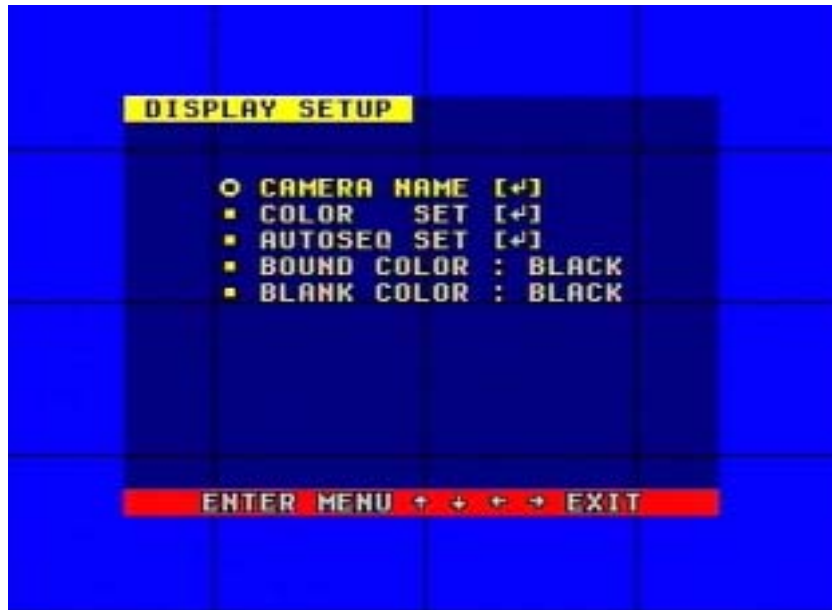 DISPLAY SETUP
CAMERA NAME [↵]
COLOR SET [↵]
AUTOSEQ SET [↵]
BOUND COLOR : BLACK
BLANK COLOR : BLACK
ENTER MENU ↑ ↓ ← → EXIT